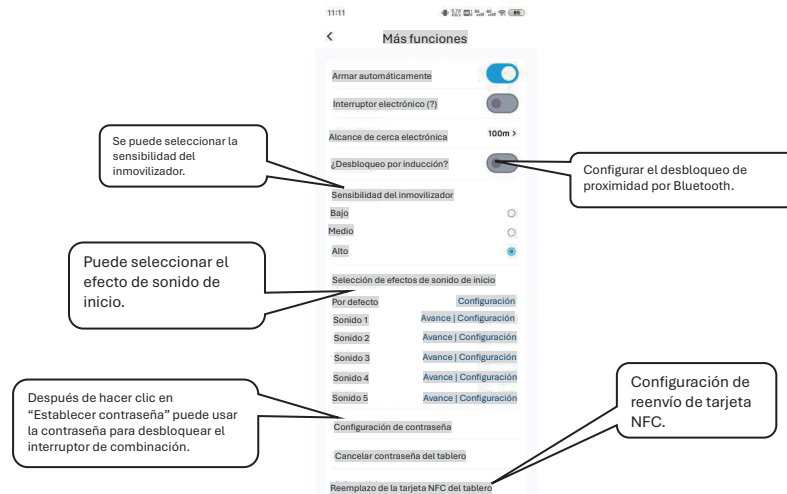 11:11
5.70
85
Más funciones
Armar automáticamente
Interruptor electrónico (?)
Alcance de cerca electrónica 100m >
¿Desbloqueo por inducción?
Se puede seleccionar la
sensibilidad del
inmovilizador.
Configurar el desbloqueo de
proximidad por Bluetooth.
Sensibilidad del inmovilizador
Bajo
Medio
Alto
Puede seleccionar el
efecto de sonido de
inicio.
Selección de efectos de sonido de inicio
Por defecto Configuración
Sonido 1 Avance | Configuración
Sonido 2 Avance | Configuración
Sonido 3 Avance | Configuración
Sonido 4 Avance | Configuración
Sonido 5 Avance | Configuración
Después de hacer clic en
“Establecer contraseña” puede usar
la contraseña para desbloquear el
interruptor de combinación.
Configuración de
reenvío de tarjeta
NFC.
Configuración de contraseña
Cancelar contraseña del tablero
Reemplazo de la tarjeta NFC del tablero